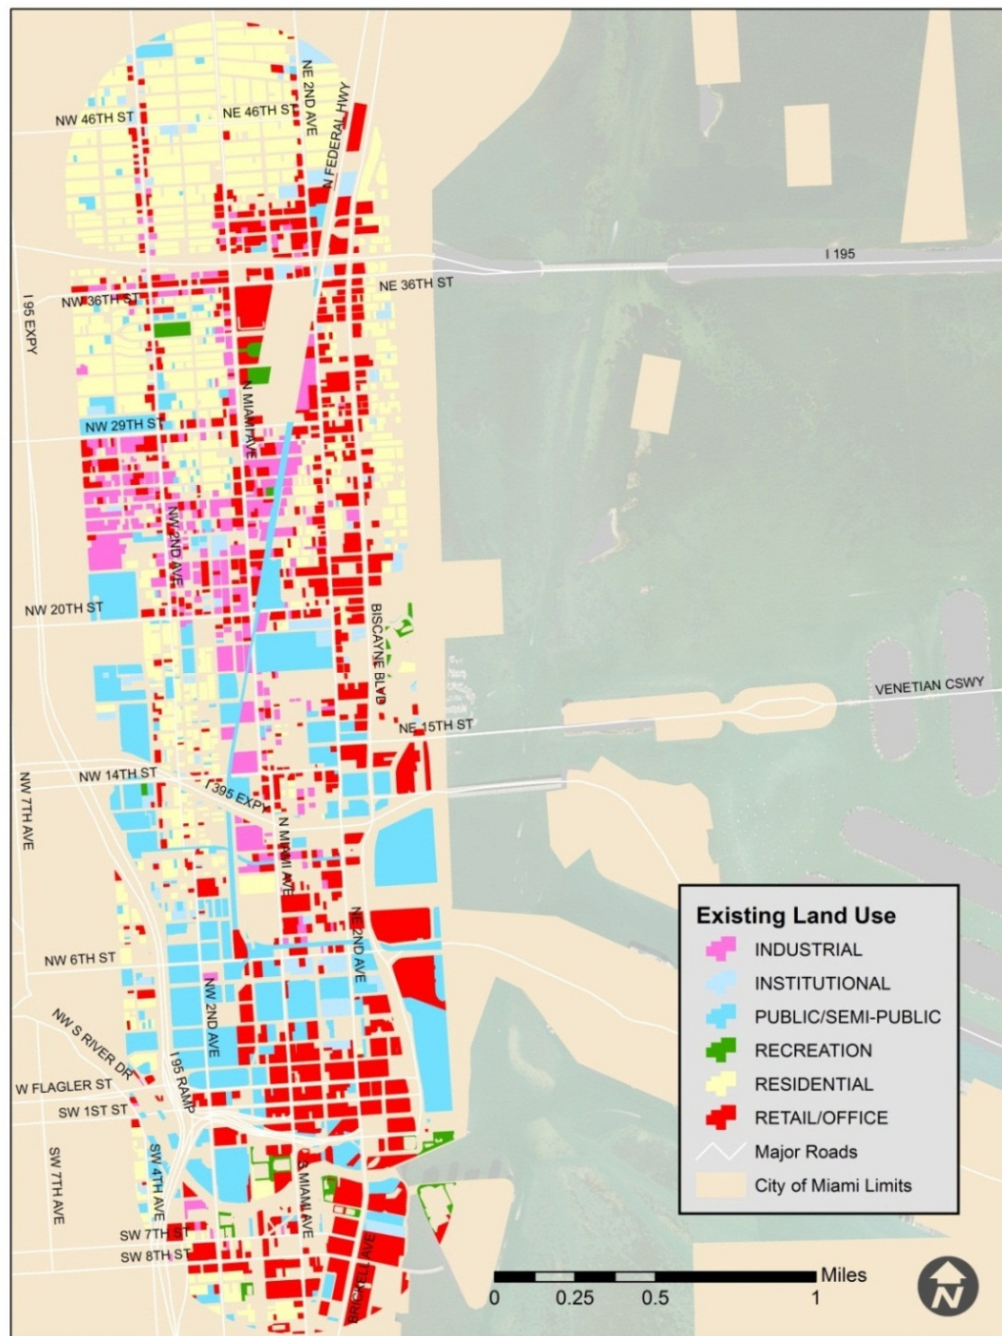 NE 2ND AVE
N FEDERAL HWY
NW 46TH ST
NE 46TH ST
I 195
NE 36TH ST
NW 36TH ST
I 95 EXPY
N MIAMI AVE
NW 29TH ST
NW 2ND AVE
NW 20TH ST
BISCAYNE BLVD
VENETIAN CSWY
NE 15TH ST
NW 14TH ST
I 395 EXPY
NW 7TH AVE
N MIAMI AVE
NE 2ND AVE
NW 6TH ST
NW 2ND AVE
NW S RIVER DR
I 95 RAMP
W FLAGLER ST
SW 1ST ST
SW 7TH AVE
SW 4TH AVE
S MIAMI AVE
SW 7TH ST
SW 8TH ST
BRICKELL AVE
Existing Land Use
INDUSTRIAL
INSTITUTIONAL
PUBLIC/SEMI-PUBLIC
RECREATION
RESIDENTIAL
RETAIL/OFFICE
Major Roads
City of Miami Limits
Miles
0 0.25 0.5 1
N